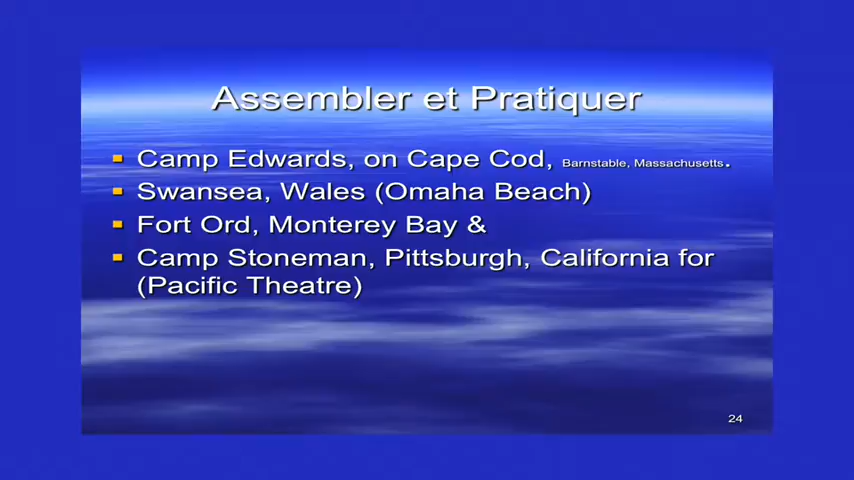 Assembler et Pratiquer
Camp Edwards, on Cape Cod, Barnstable, Massachusetts.
Swansea, Wales (Omaha Beach)
Fort Ord, Monterey Bay &
Camp Stoneman, Pittsburgh, California for
(Pacific Theatre)
24